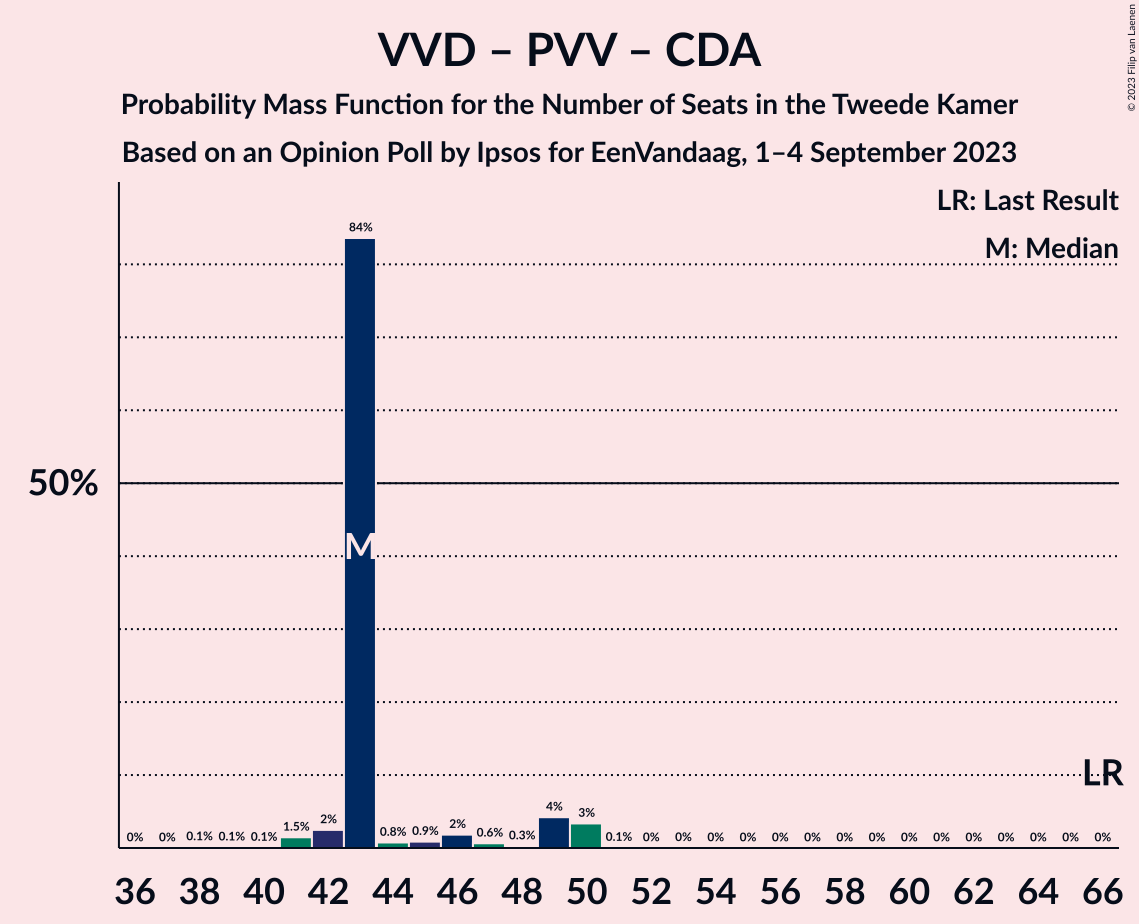 VVD – PVV – CDA
Probability Mass Function for the Number of Seats in the Tweede Kamer
Based on an Opinion Poll by Ipsos for EenVandaag, 1–4 September 2023
© 2023 Filip van Laenen
LR: Last Result
M: Median
50%
84%
M
LR
0% 0% 0.1% 0.1% 0.1% 1.5% 2% 0.8% 0.9% 2% 0.6% 0.3% 4% 3% 0.1% 0% 0% 0% 0% 0% 0% 0% 0% 0% 0% 0% 0% 0% 0% 0%
36 38 40 42 44 46 48 50 52 54 56 58 60 62 64 66